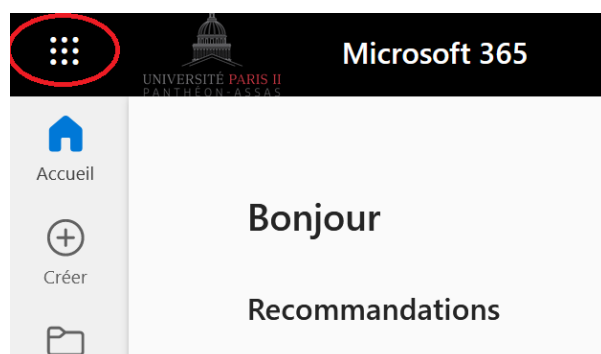 UNIVERSITÉ PARIS II
PANTHÉON-ASSAS
Microsoft 365
Accueil
Créer
Bonjour
Recommandations